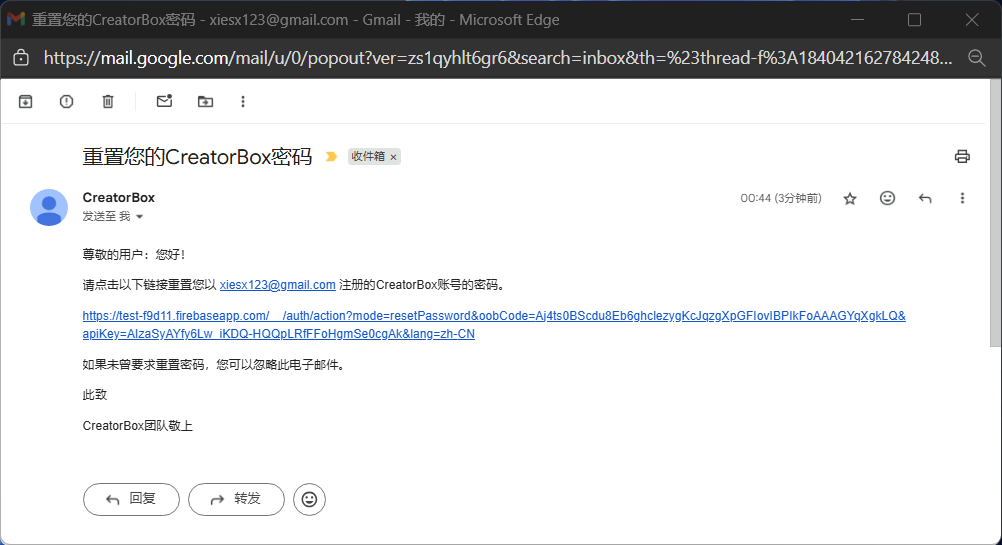 重置您的CreatorBox密码 - xiesx123@gmail.com - Gmail - 我的 - Microsoft Edge
https://mail.google.com/mail/u/0/popout?ver=zs1qyhlt6gr6&search=inbox&th=%23thread-f%3A184042162784248...
重置您的CreatorBox密码 收件箱 ×
CreatorBox 00:44 (3分钟前)
发送至 我
尊敬的用户：您好！
请点击以下链接重置您以 xiesx123@gmail.com 注册的CreatorBox账号的密码。
https://test-f9d11.firebaseapp.com/__/auth/action?mode=resetPassword&oobCode=Aj4ts0BScdu8Eb6ghclezygKcJqzgXpGFIovIBPIkFoAAAGYqXgkLQ&
apiKey=AIzaSyAYfy6Lw_iKDQ-HQQpLRfFFoHgmSe0cgAk&lang=zh-CN
如果未曾要求重置密码，您可以忽略此电子邮件。
此致
CreatorBox团队敬上
回复 转发